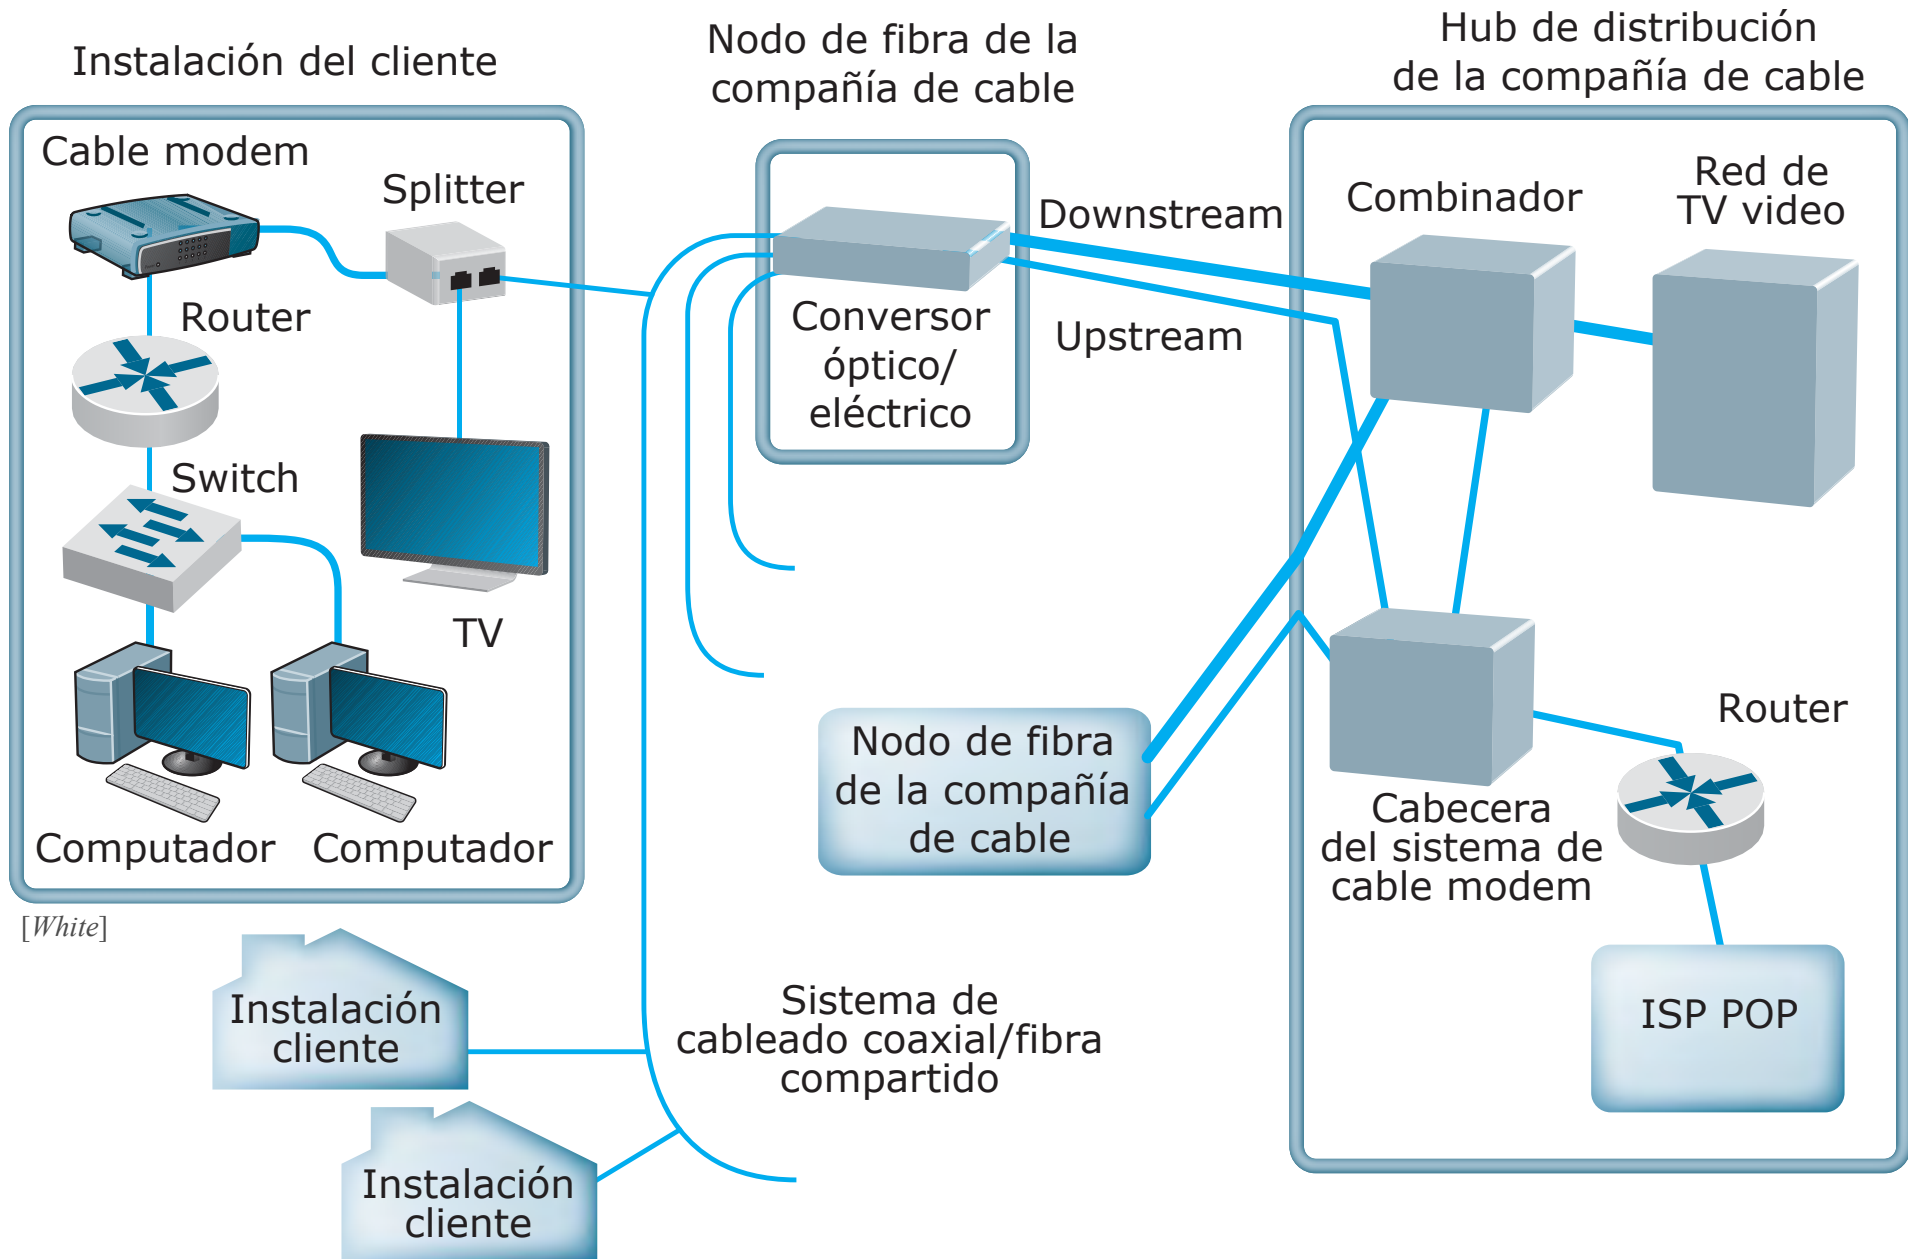 Instalación del cliente
Nodo de fibra de la
compañía de cable
Hub de distribución
de la compañía de cable
Cable modem
Splitter
Router
Switch
TV
Computador
Computador
[White]
Conversor
óptico/
eléctrico
Downstream
Upstream
Combinador
Red de
TV video
Nodo de fibra
de la compañía
de cable
Cabecera
del sistema de
cable modem
Router
ISP POP
Instalación
cliente
Instalación
cliente
Sistema de
cableado coaxial/fibra
compartido